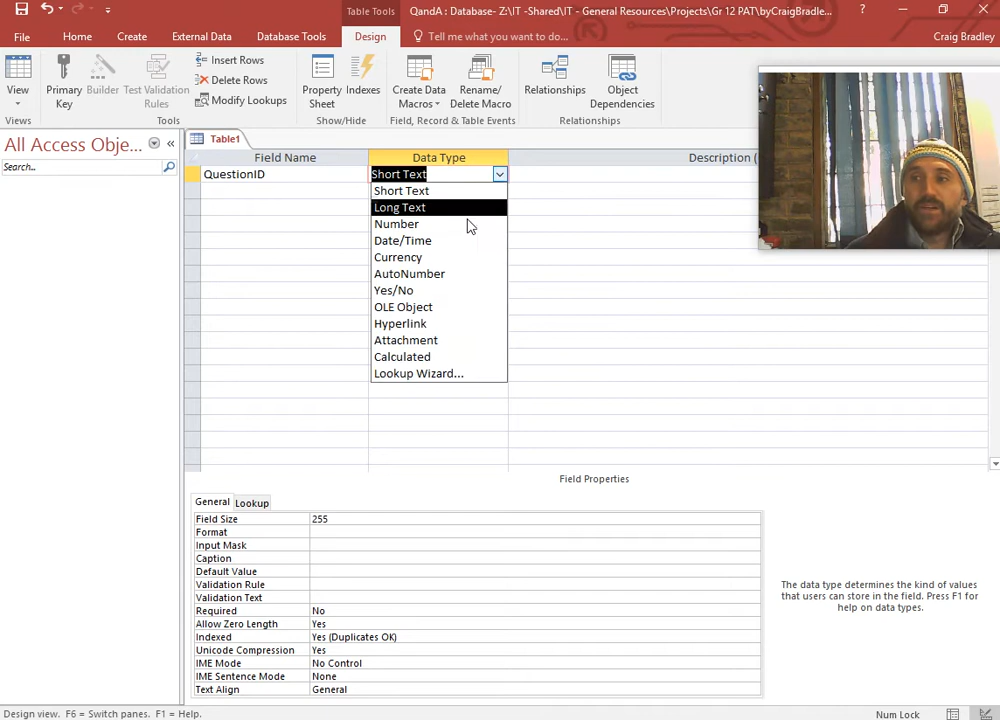 Table Tools
QandA : Database- Z:\IT -Shared\IT - General Resources\Projects\Gr 12 PAT\byCraigBradle...
?
File
Home
Create
External Data
Database Tools
Design
Tell me what you want to do...
Craig Bradley
View
Primary Key
Builder
Test Validation Rules
Insert Rows
Delete Rows
Modify Lookups
Property Sheet
Indexes
Create Data Macros
Rename/ Delete Macro
Relationships
Object Dependencies
Views
Tools
Show/Hide
Field, Record & Table Events
Relationships
All Access Obje...
Search...
Table1
Field Name
Data Type
Description (
QuestionID
Short Text
Short Text
Long Text
Number
Date/Time
Currency
AutoNumber
Yes/No
OLE Object
Hyperlink
Attachment
Calculated
Lookup Wizard...
Field Properties
General
Lookup
Field Size 255
Format
Input Mask
Caption
Default Value
Validation Rule
Validation Text
Required No
Allow Zero Length Yes
Indexed Yes (Duplicates OK)
Unicode Compression Yes
IME Mode No Control
IME Sentence Mode None
Text Align General
The data type determines the kind of values
that users can store in the field. Press F1 for
help on data types.
Design view. F6 = Switch panes. F1 = Help.
Num Lock